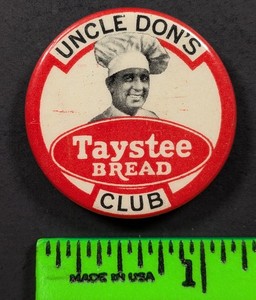 UNCLE DON'S
Taystee
BREAD
CLUB
MADE IN USA
1